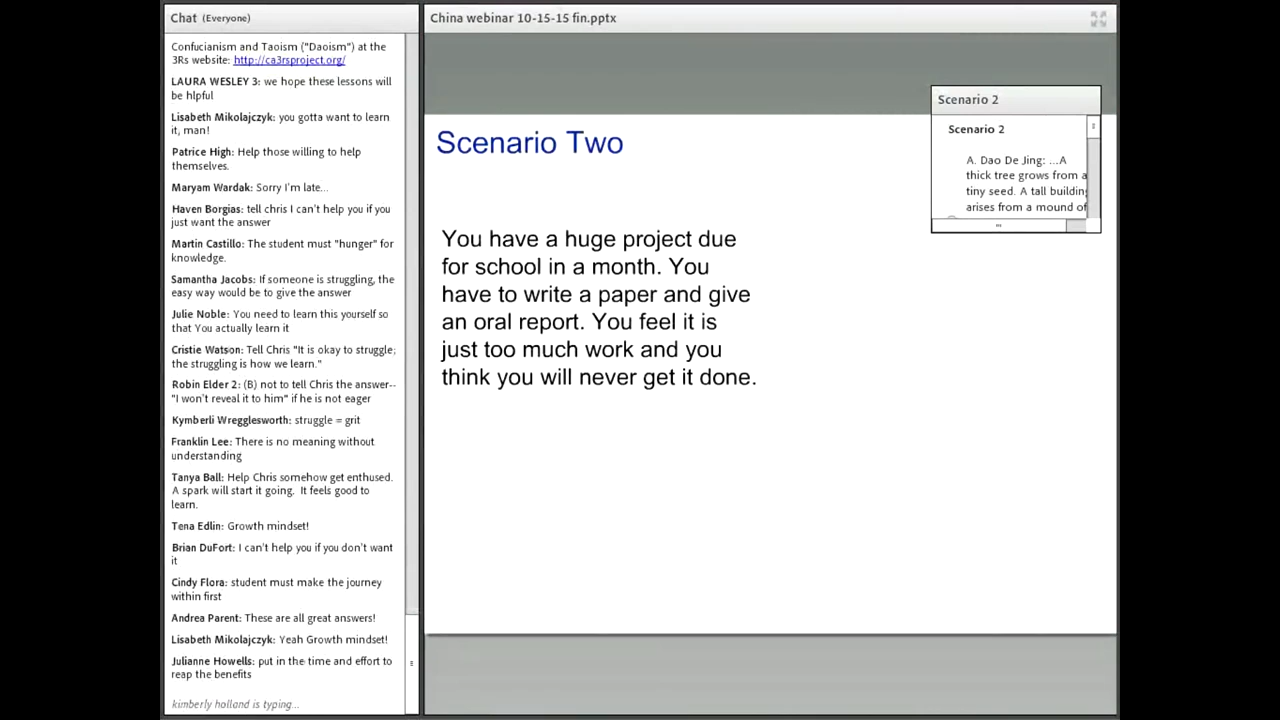 Chat (Everyone)
Confucianism and Taoism ("Daoism") at the
3Rs website: http://ca3rsproject.org/
LAURA WESLEY 3: we hope these lessons will
be hlpful
Lisabeth Mikolajczyk: you gotta want to learn
it, man!
Patrice High: Help those willing to help
themselves.
Maryam Wardak: Sorry I'm late...
Haven Borgias: tell chris I can't help you if you
just want the answer
Martin Castillo: The student must "hunger" for
knowledge.
Samantha Jacobs: If someone is struggling, the
easy way would be to give the answer
Julie Noble: You need to learn this yourself so
that You actually learn it
Cristie Watson: Tell Chris "It is okay to struggle;
the struggling is how we learn."
Robin Elder 2: (B) not to tell Chris the answer--
"I won't reveal it to him" if he is not eager
Kymberli Wregglesworth: struggle = grit
Franklin Lee: There is no meaning without
understanding
Tanya Ball: Help Chris somehow get enthused.
A spark will start it going. It feels good to
learn.
Tena Edlin: Growth mindset!
Brian DuFort: I can't help you if you don't want
it
Cindy Flora: student must make the journey
within first
Andrea Parent: These are all great answers!
Lisabeth Mikolajczyk: Yeah Growth mindset!
Julianne Howells: put in the time and effort to
reap the benefits
kimberly holland is typing...
China webinar 10-15-15 fin.pptx
Scenario Two
You have a huge project due
for school in a month. You
have to write a paper and give
an oral report. You feel it is
just too much work and you
think you will never get it done.
Scenario 2
Scenario 2
A. Dao De Jing: ...A
thick tree grows from a
tiny seed. A tall building
arises from a mound of